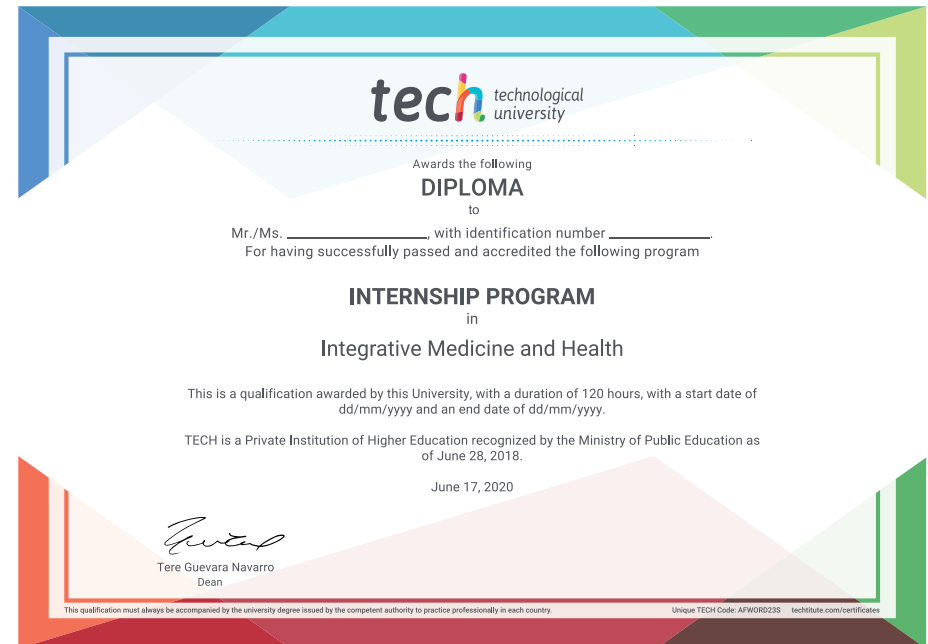 tech technological
university
Awards the following
DIPLOMA
to
Mr./Ms. ____________________, with identification number ______________.
For having successfully passed and accredited the following program
INTERNSHIP PROGRAM
in
Integrative Medicine and Health
This is a qualification awarded by this University, with a duration of 120 hours, with a start date of
dd/mm/yyyy and an end date of dd/mm/yyyy.
TECH is a Private Institution of Higher Education recognized by the Ministry of Public Education as
of June 28, 2018.
June 17, 2020
Tere Guevara Navarro
Dean
This qualification must always be accompanied by the university degree issued by the competent authority to practice professionally in each country. Unique TECH Code: AFWORD23S techtitute.com/certificates